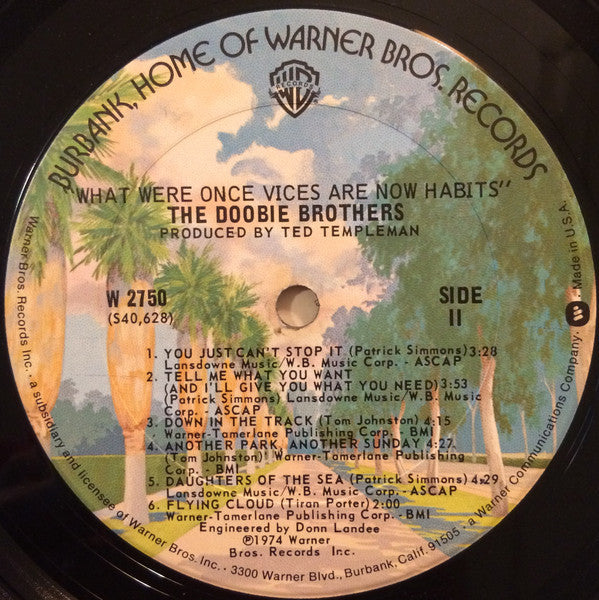 BURBANK, HOME OF WARNER BROS. RECORDS
RECORDS
"WHAT WERE ONCE VICES ARE NOW HABITS"
THE DOOBIE BROTHERS
PRODUCED BY TED TEMPLEMAN
W 2750
(S40,628)
SIDE
II
1. YOU JUST CAN'T STOP IT (Patrick Simmons) 3:28
Lansdowne Music/W.B. Music Corp. - ASCAP
2. TELL ME WHAT YOU WANT
(AND I'LL GIVE YOU WHAT YOU NEED) 3:53
(Patrick Simmons) Lansdowne Music/W.B. Music
Corp. - ASCAP
3. DOWN IN THE TRACK (Tom Johnston) 4:15
Warner-Tamerlane Publishing Corp. - BMI
4. ANOTHER PARK, ANOTHER SUNDAY 4:27
(Tom Johnston) Warner-Tamerlane Publishing
Corp. - BMI
5. DAUGHTERS OF THE SEA (Patrick Simmons) 4:29
Lansdowne Music/W.B. Music Corp. - ASCAP
6. FLYING CLOUD (Tiran Porter) 2:00
Warner-Tamerlane Publishing Corp. - BMI
Engineered by Donn Landee
℗1974 Warner
Bros. Records Inc.
Warner Bros. Records Inc. · a subsidiary and licensee of Warner Bros. Inc. · 3300 Warner Blvd., Burbank, Calif. 91505 · a Warner Communications Company. · Made in U.S.A.